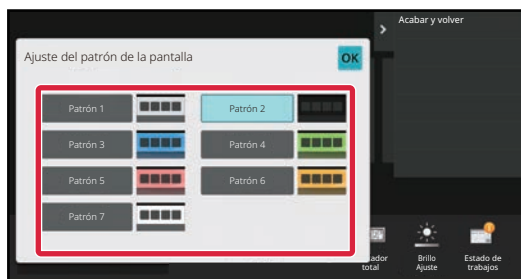 Acabar y volver
Ajuste del patrón de la pantalla
OK
Patrón 1
Patrón 2
Patrón 3
Patrón 4
Patrón 5
Patrón 6
Patrón 7
total
Brillo
Ajuste
Estado de
trabajos